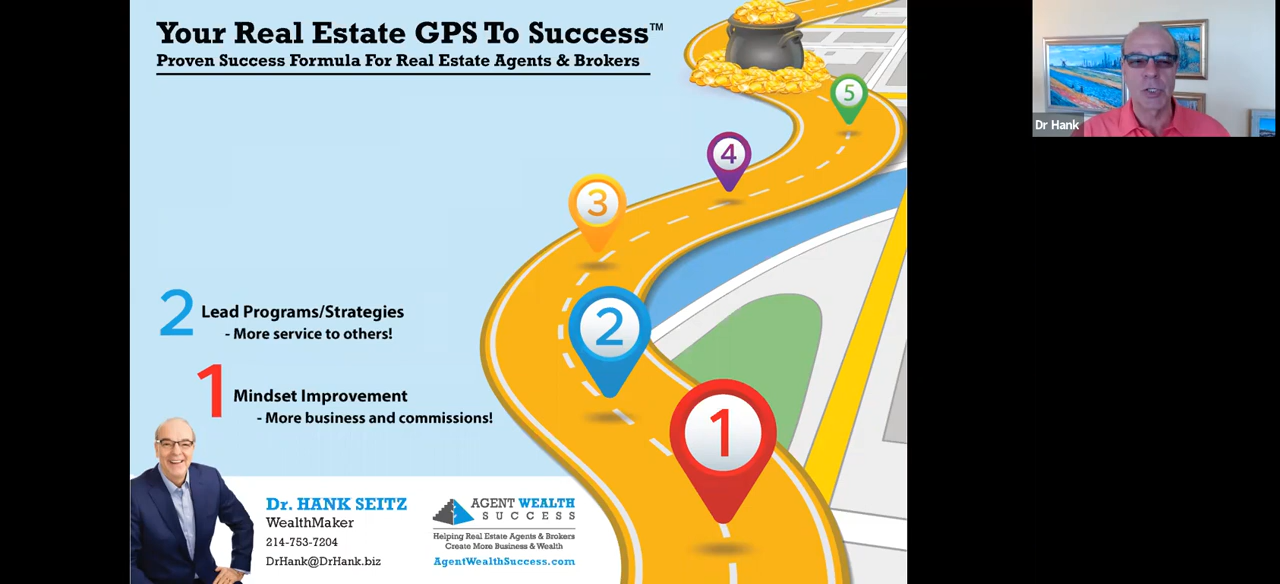 Your Real Estate GPS To Success™
Proven Success Formula For Real Estate Agents & Brokers
Dr Hank
5
4
3
2
1
2 Lead Programs/Strategies
- More service to others!
1 Mindset Improvement
- More business and commissions!
Dr. HANK SEITZ
WealthMaker
214-753-7204
DrHank@DrHank.biz
AGENT WEALTH
SUCCESS
Helping Real Estate Agents & Brokers
Create More Business & Wealth
AgentWealthSuccess.com